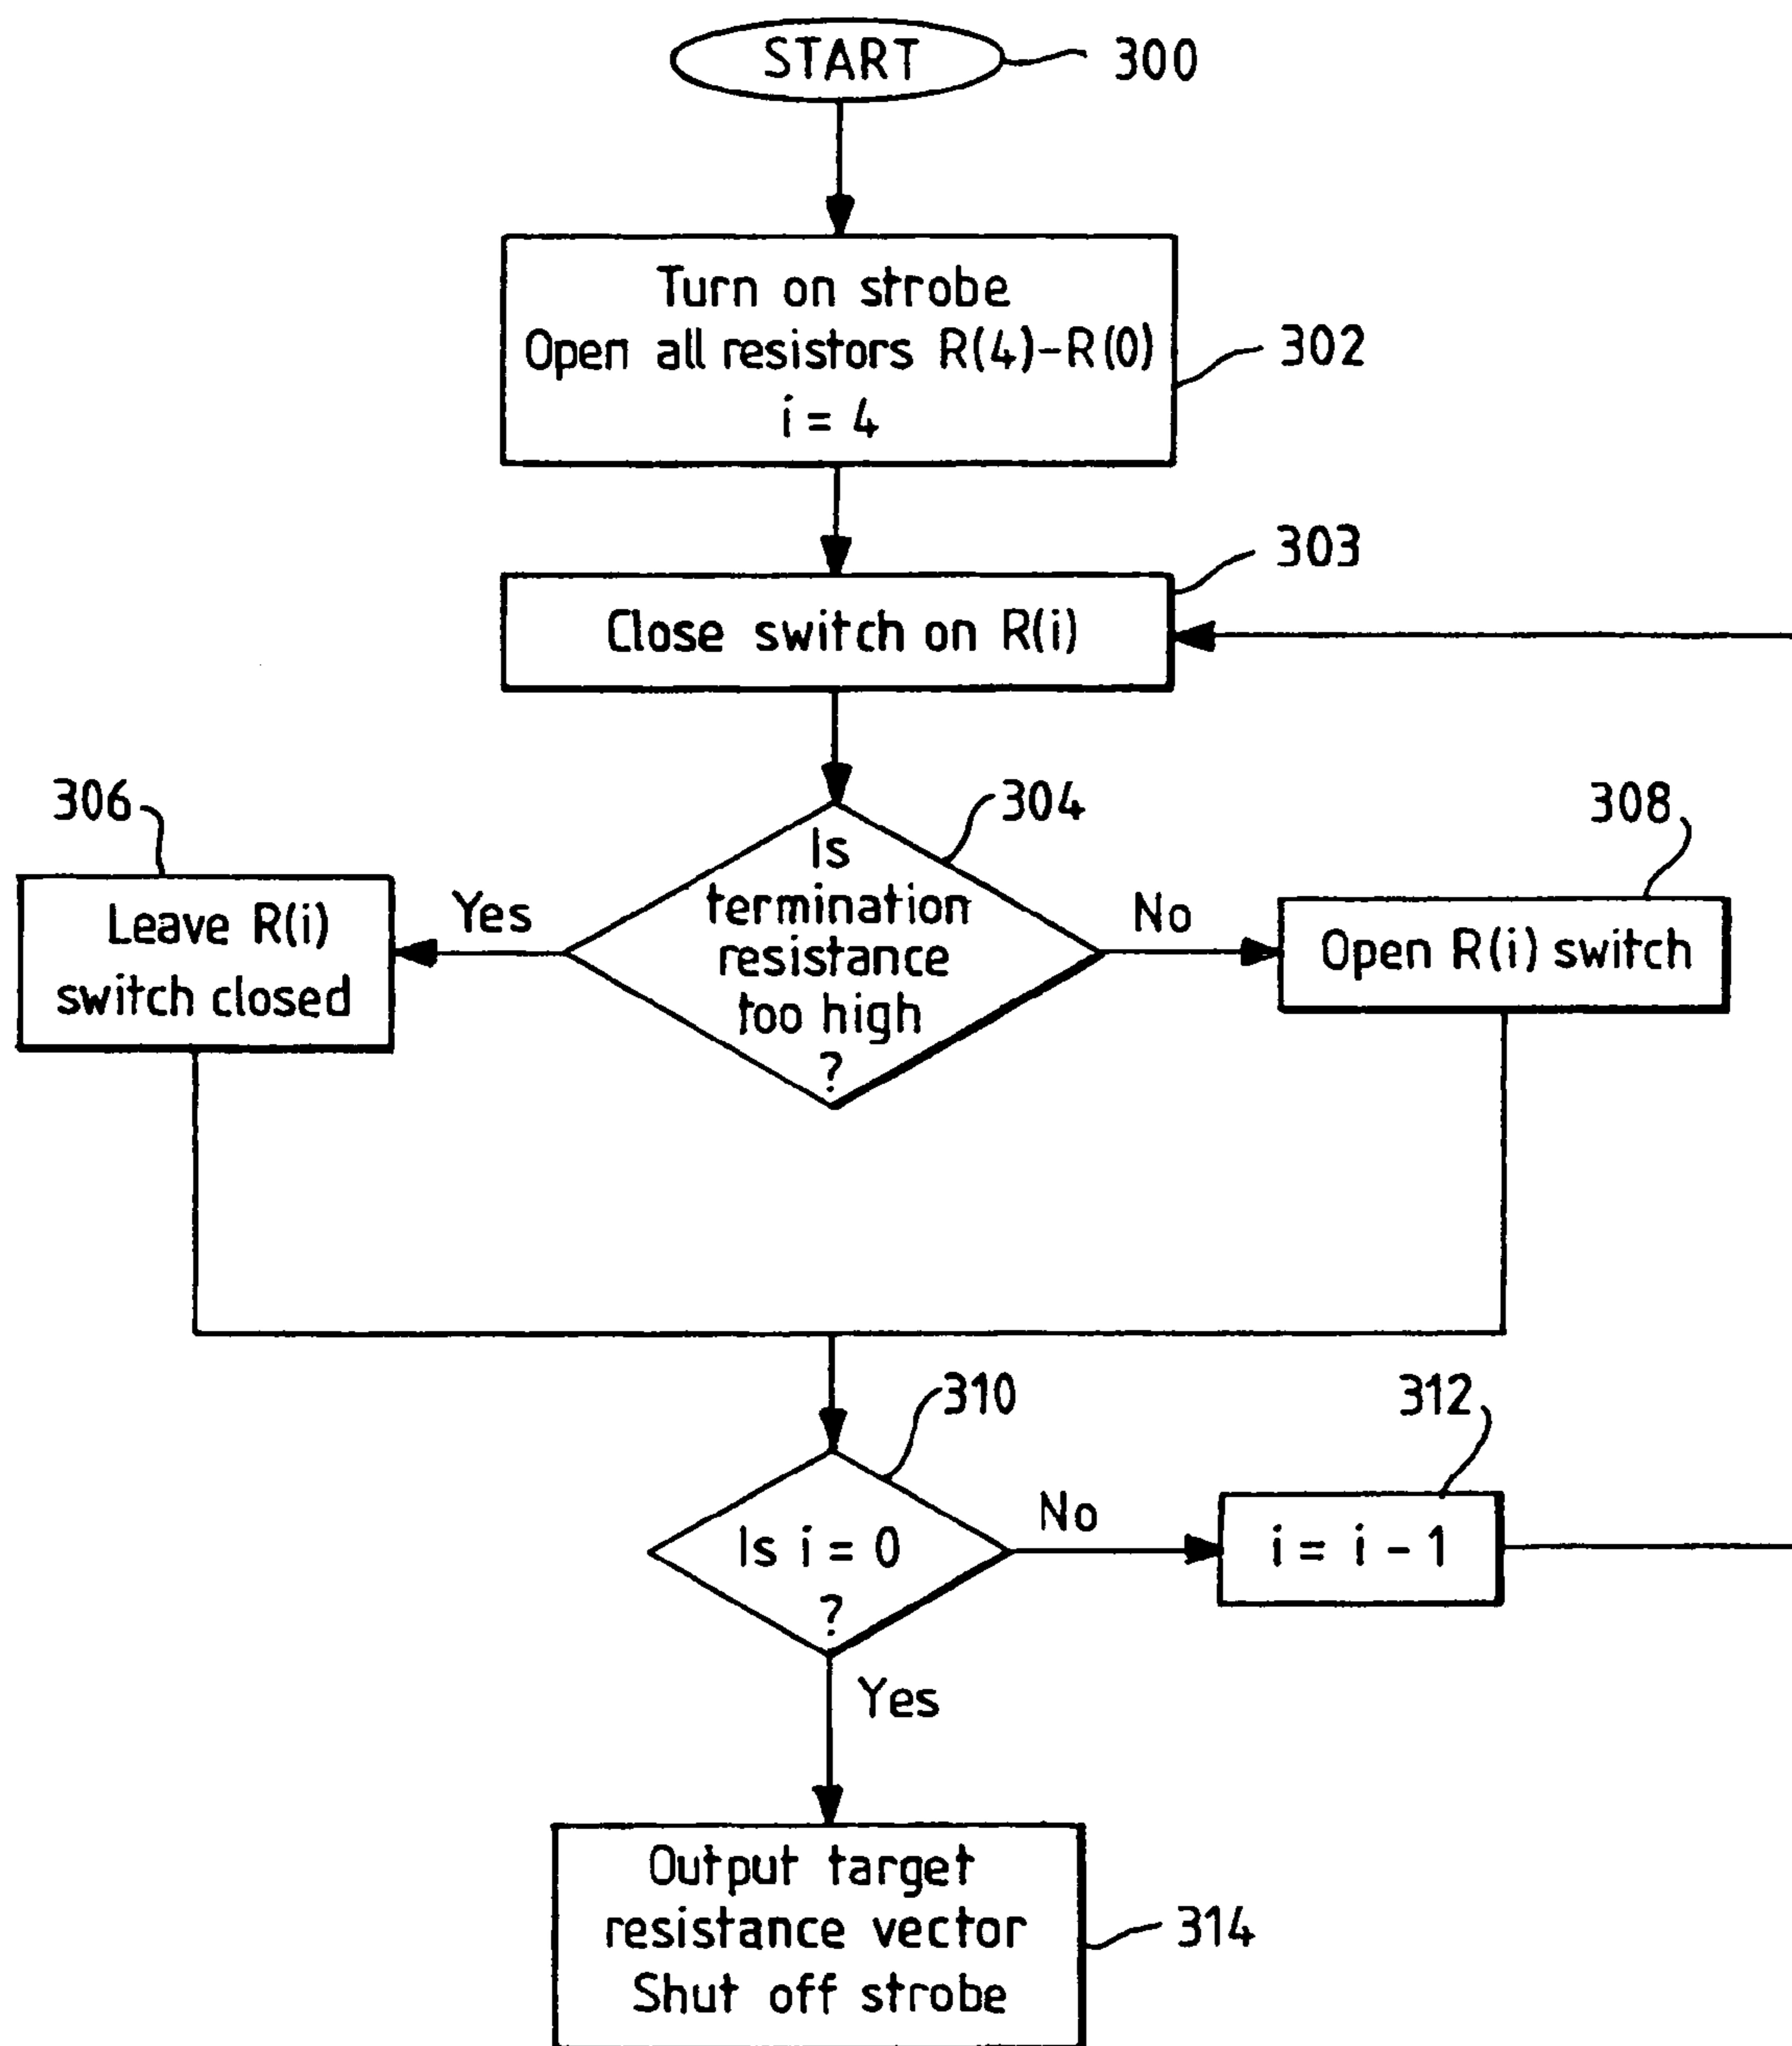 START
300
Turn on strobe
Open all resistors R(4)-R(0)
i = 4
302
303
Close switch on R(i)
306
304
308
Leave R(i)
switch closed
Yes
Is
termination
resistance
too high
?
No
Open R(i) switch
310
312
Is i = 0
?
No
i = i - 1
Yes
Output target
resistance vector
Shut off strobe
314